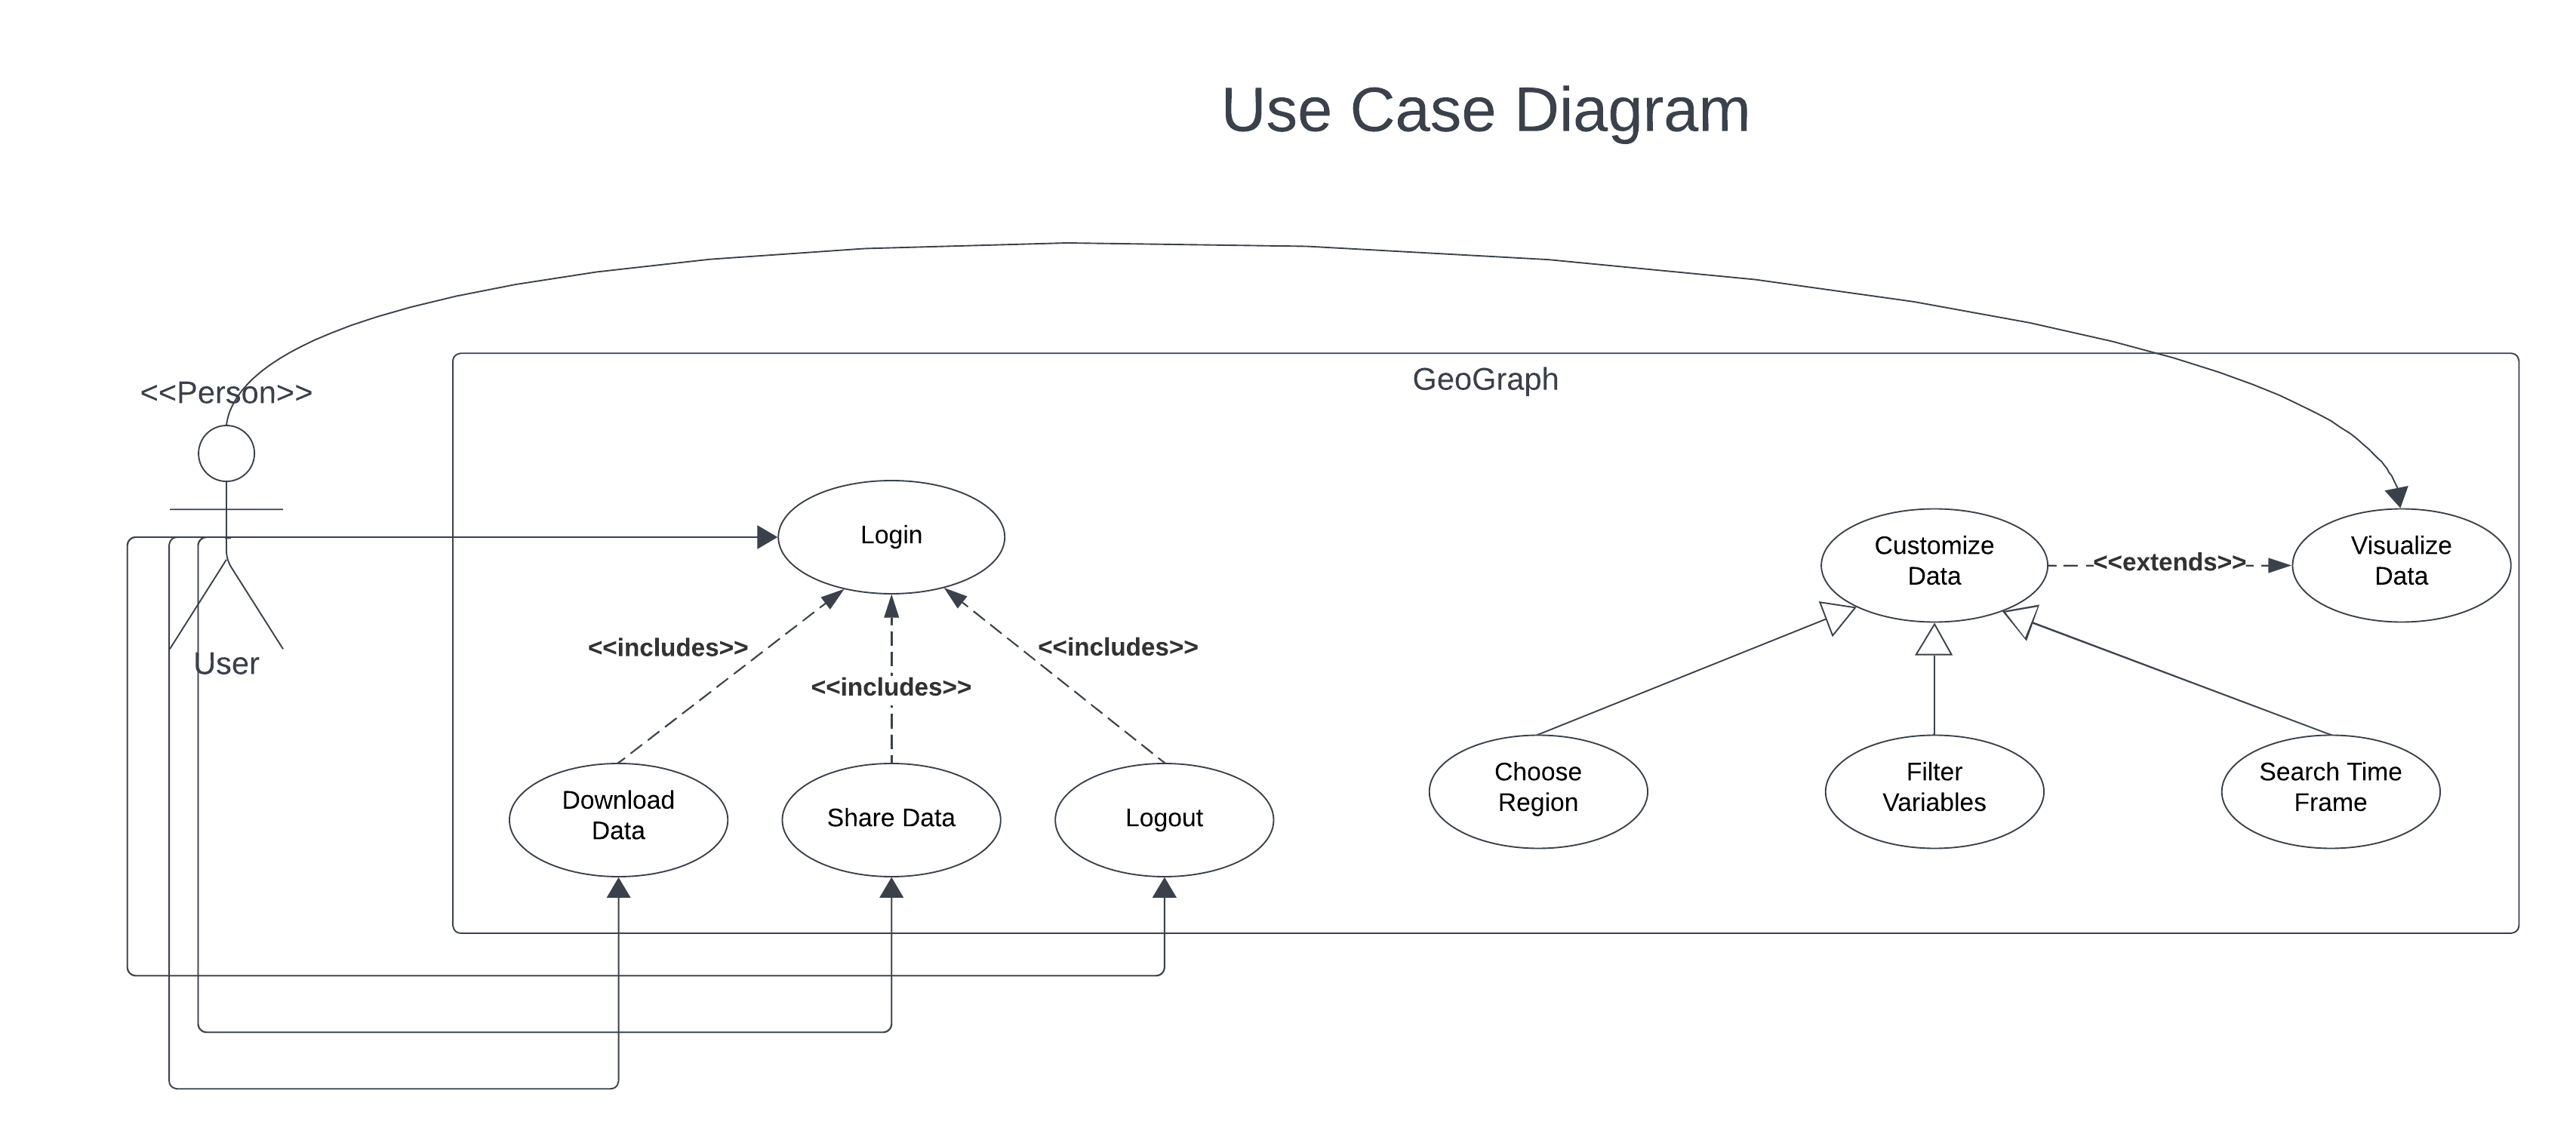 Use Case Diagram
<<Person>>
GeoGraph
Login
Customize
Data
<<extends>>
Visualize
Data
<<includes>>
<<includes>>
<<includes>>
User
Download
Data
Share Data
Logout
Choose
Region
Filter
Variables
Search Time
Frame